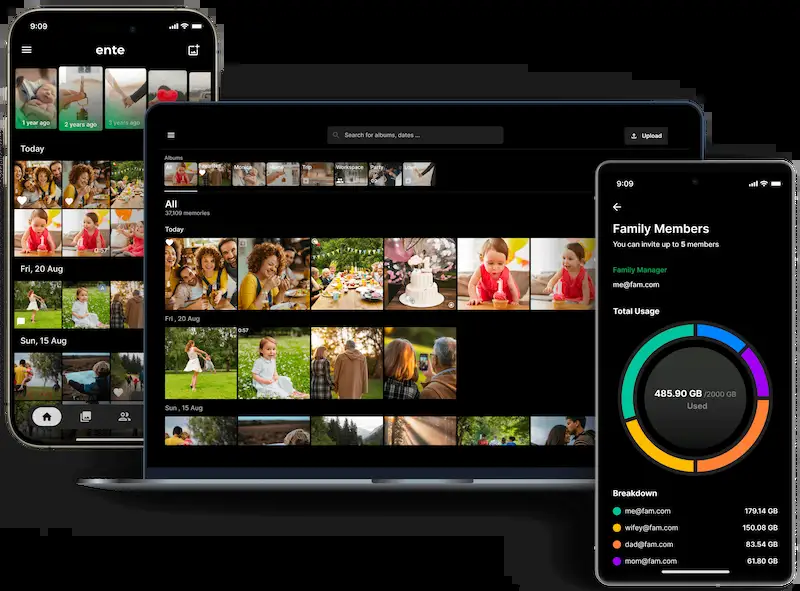 9:09
ente
1 year ago
2 years ago
3 years ago
Today
0:57
Fri, 20 Aug
Sun, 15 Aug
Search for albums, dates ...
Upload
Albums
Trip
Workspace
Party
All
37,109 memories
Today
Fri , 20 Aug
0:57
Sun , 15 Aug
9:09
Family Members
You can invite up to 5 members
Family Manager
me@fam.com
Total Usage
485.90 GB /2000 GB
Used
Breakdown
me@fam.com 179.14 GB
wifey@fam.com 150.08 GB
dad@fam.com 83.54 GB
mom@fam.com 61.80 GB